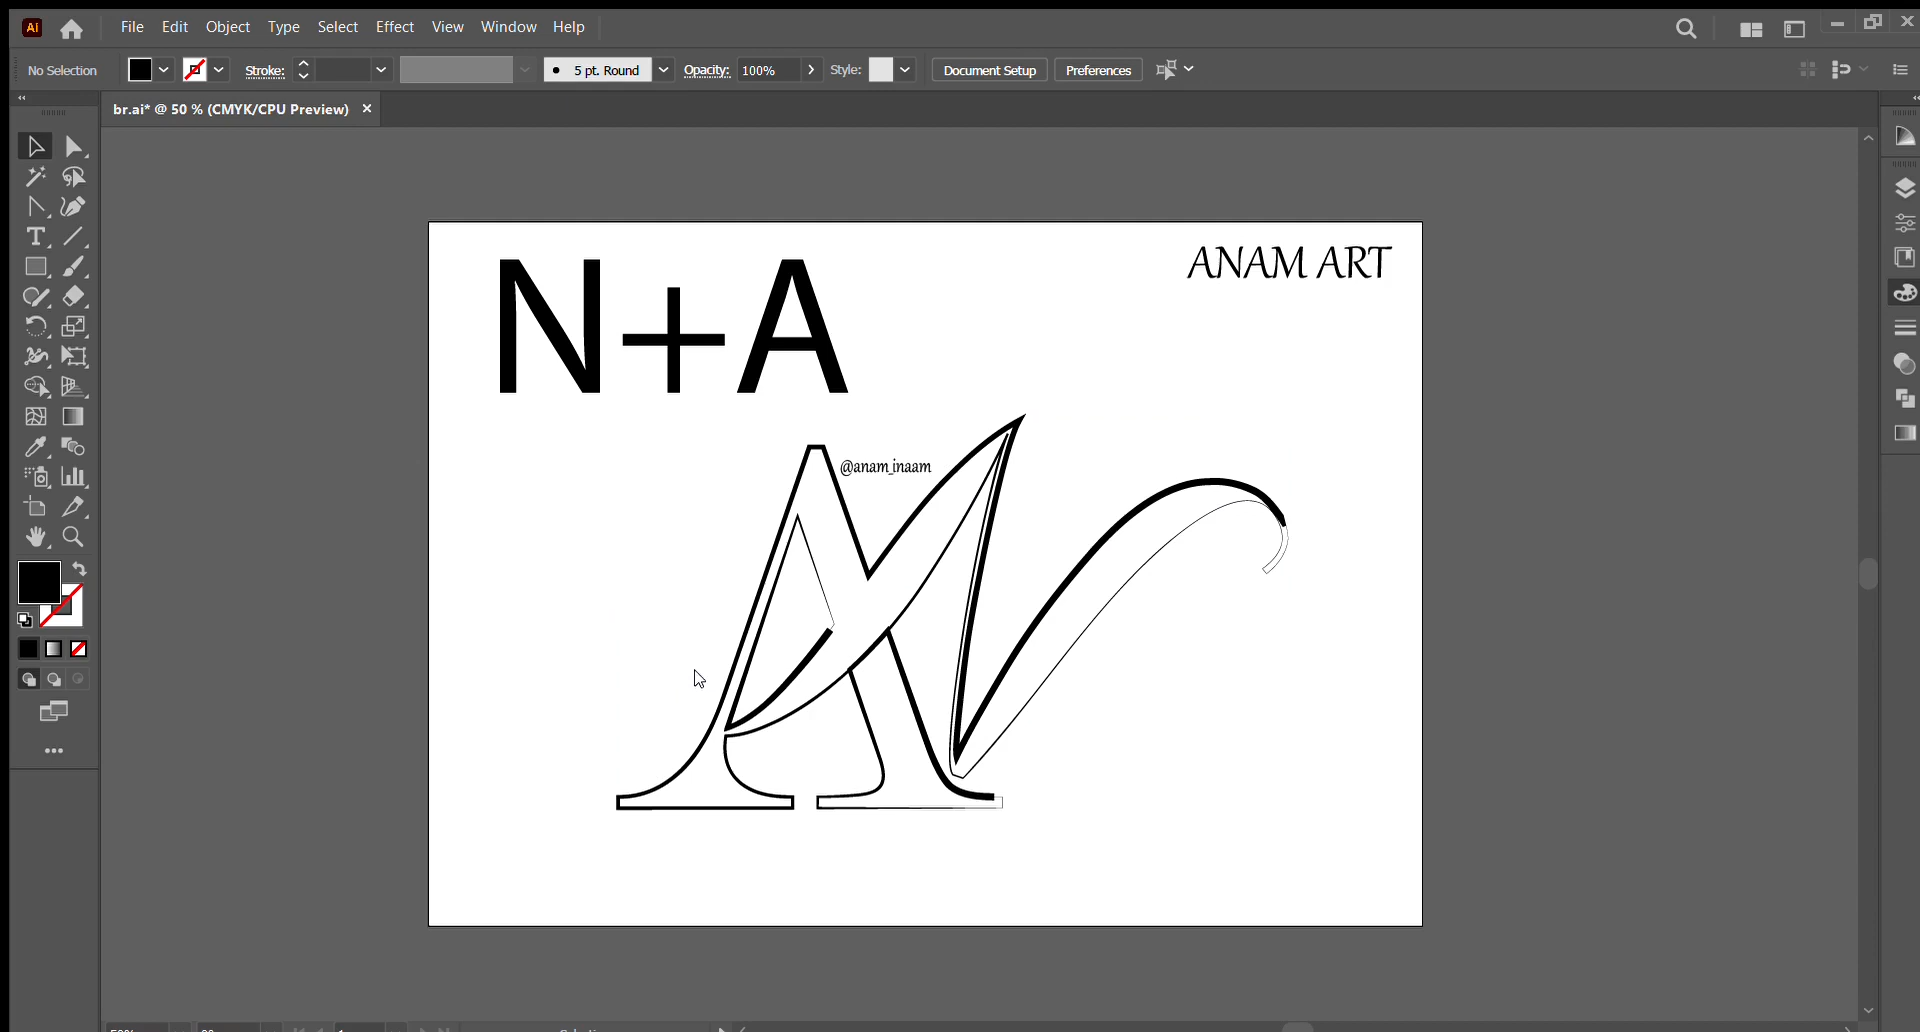 Ai File Edit Object Type Select Effect View Window Help
No Selection Stroke: 5 pt. Round Opacity: 100% Style: Document Setup Preferences
br.ai* @ 50 % (CMYK/CPU Preview) ×
N+A
ANAM ART
@anam_inaam